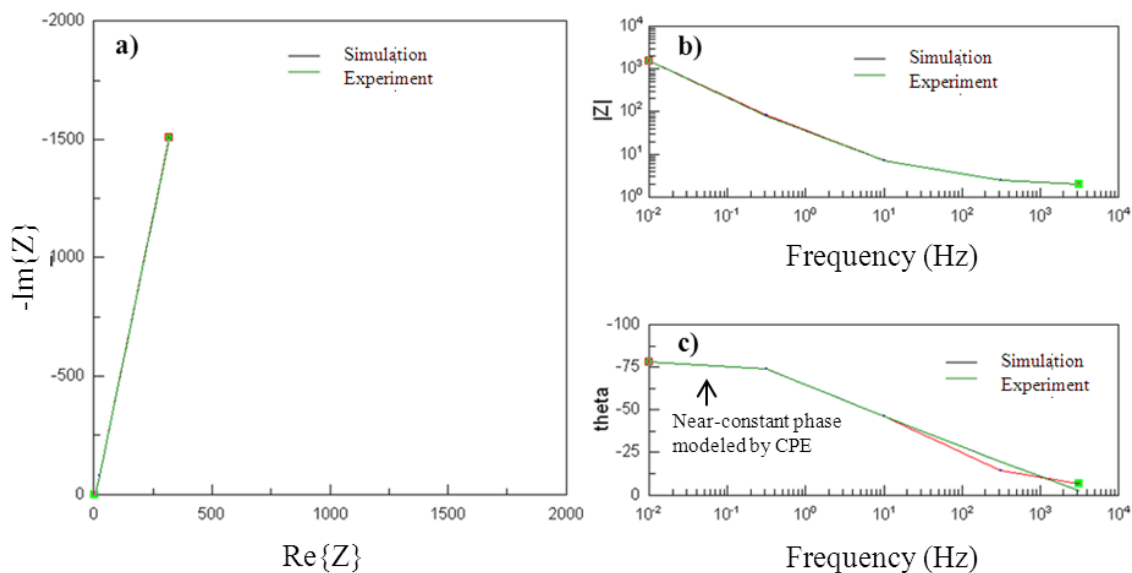 a)
Simulation
Experiment
-2000
-1500
-1000
-500
0
0
500
1000
1500
2000
-Im{Z}
Re{Z}
b)
Simulation
Experiment
10^4
10^3
10^2
10^1
10^0
|Z|
10^-2
10^-1
10^0
10^1
10^2
10^3
10^4
Frequency (Hz)
c)
Simulation
Experiment
Near-constant phase
modeled by CPE
-100
-75
-50
-25
0
theta
10^-2
10^-1
10^0
10^1
10^2
10^3
10^4
Frequency (Hz)